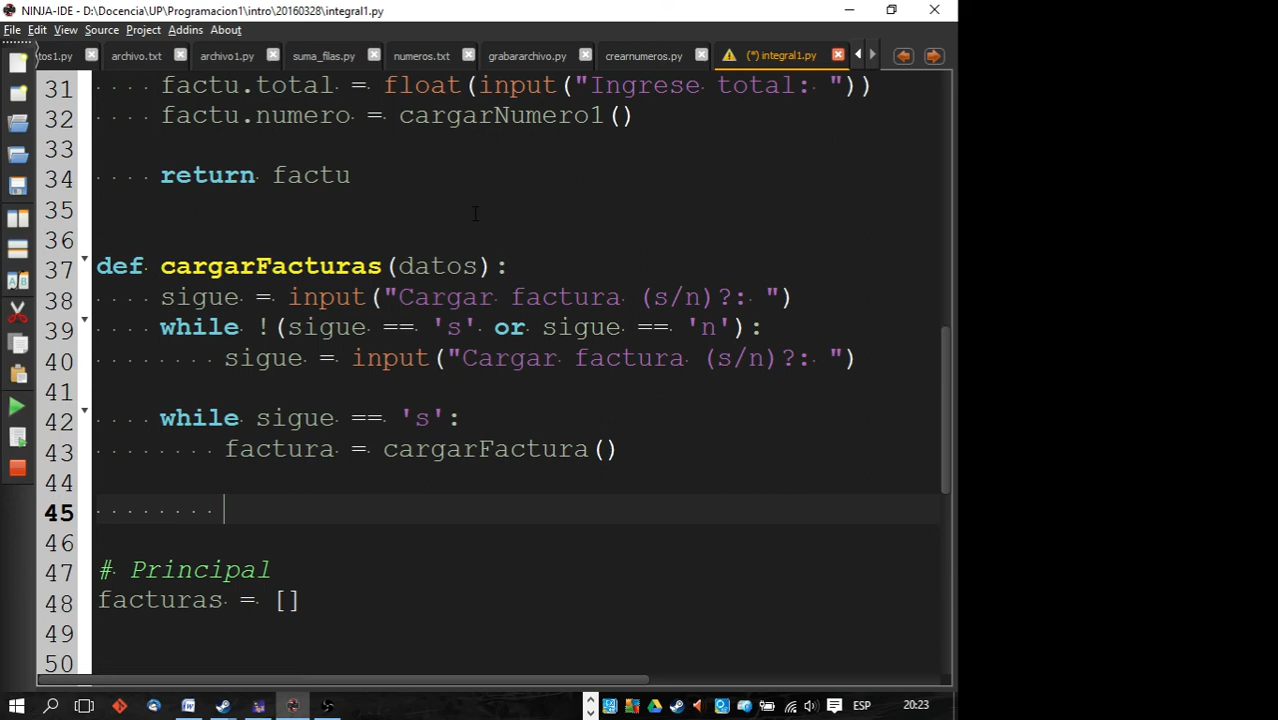 NINJA-IDE - D:\Docencia\UP\Programacion1\intro\20160328\integral1.py
File Edit View Source Project Addins About
tos1.py archivo.txt archivo1.py suma_filas.py numeros.txt grabararchivo.py crearnumeros.py (*) integral1.py
31 factu.total = float(input("Ingrese total: "))
32 factu.numero = cargarNumero1()
33
34 return factu
35
36
37 def cargarFacturas(datos):
38 sigue = input("Cargar factura (s/n)?: ")
39 while !(sigue == 's' or sigue == 'n'):
40 sigue = input("Cargar factura (s/n)?: ")
41
42 while sigue == 's':
43 factura = cargarFactura()
44
45
46
47 # Principal
48 facturas = []
49
50
ESP 20:23